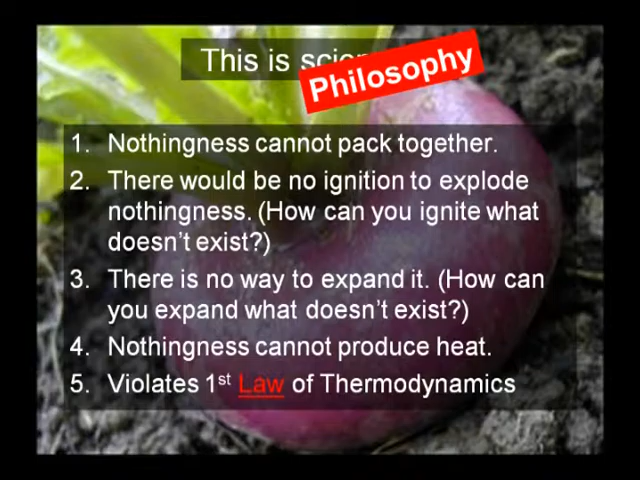 This is
Philosophy
1. Nothingness cannot pack together.
2. There would be no ignition to explode
nothingness. (How can you ignite what
doesn't exist?)
3. There is no way to expand it. (How can
you expand what doesn't exist?)
4. Nothingness cannot produce heat.
5. Violates 1st Law of Thermodynamics